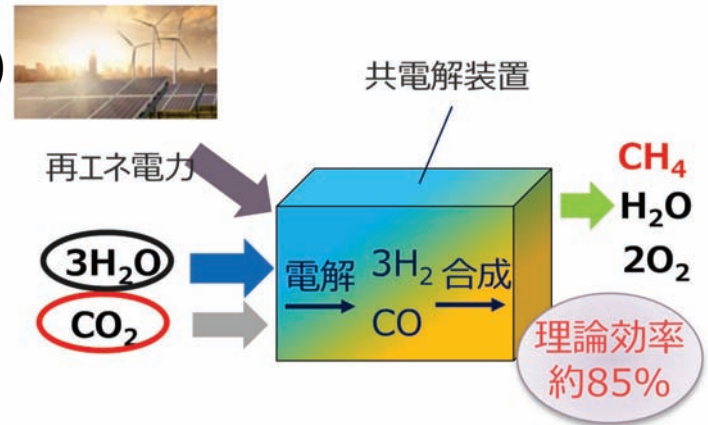 )
共電解装置
再エネ電力
CH₄
H₂O
2O₂
3H₂O
CO₂
電解
3H₂
CO
合成
理論効率
約85%